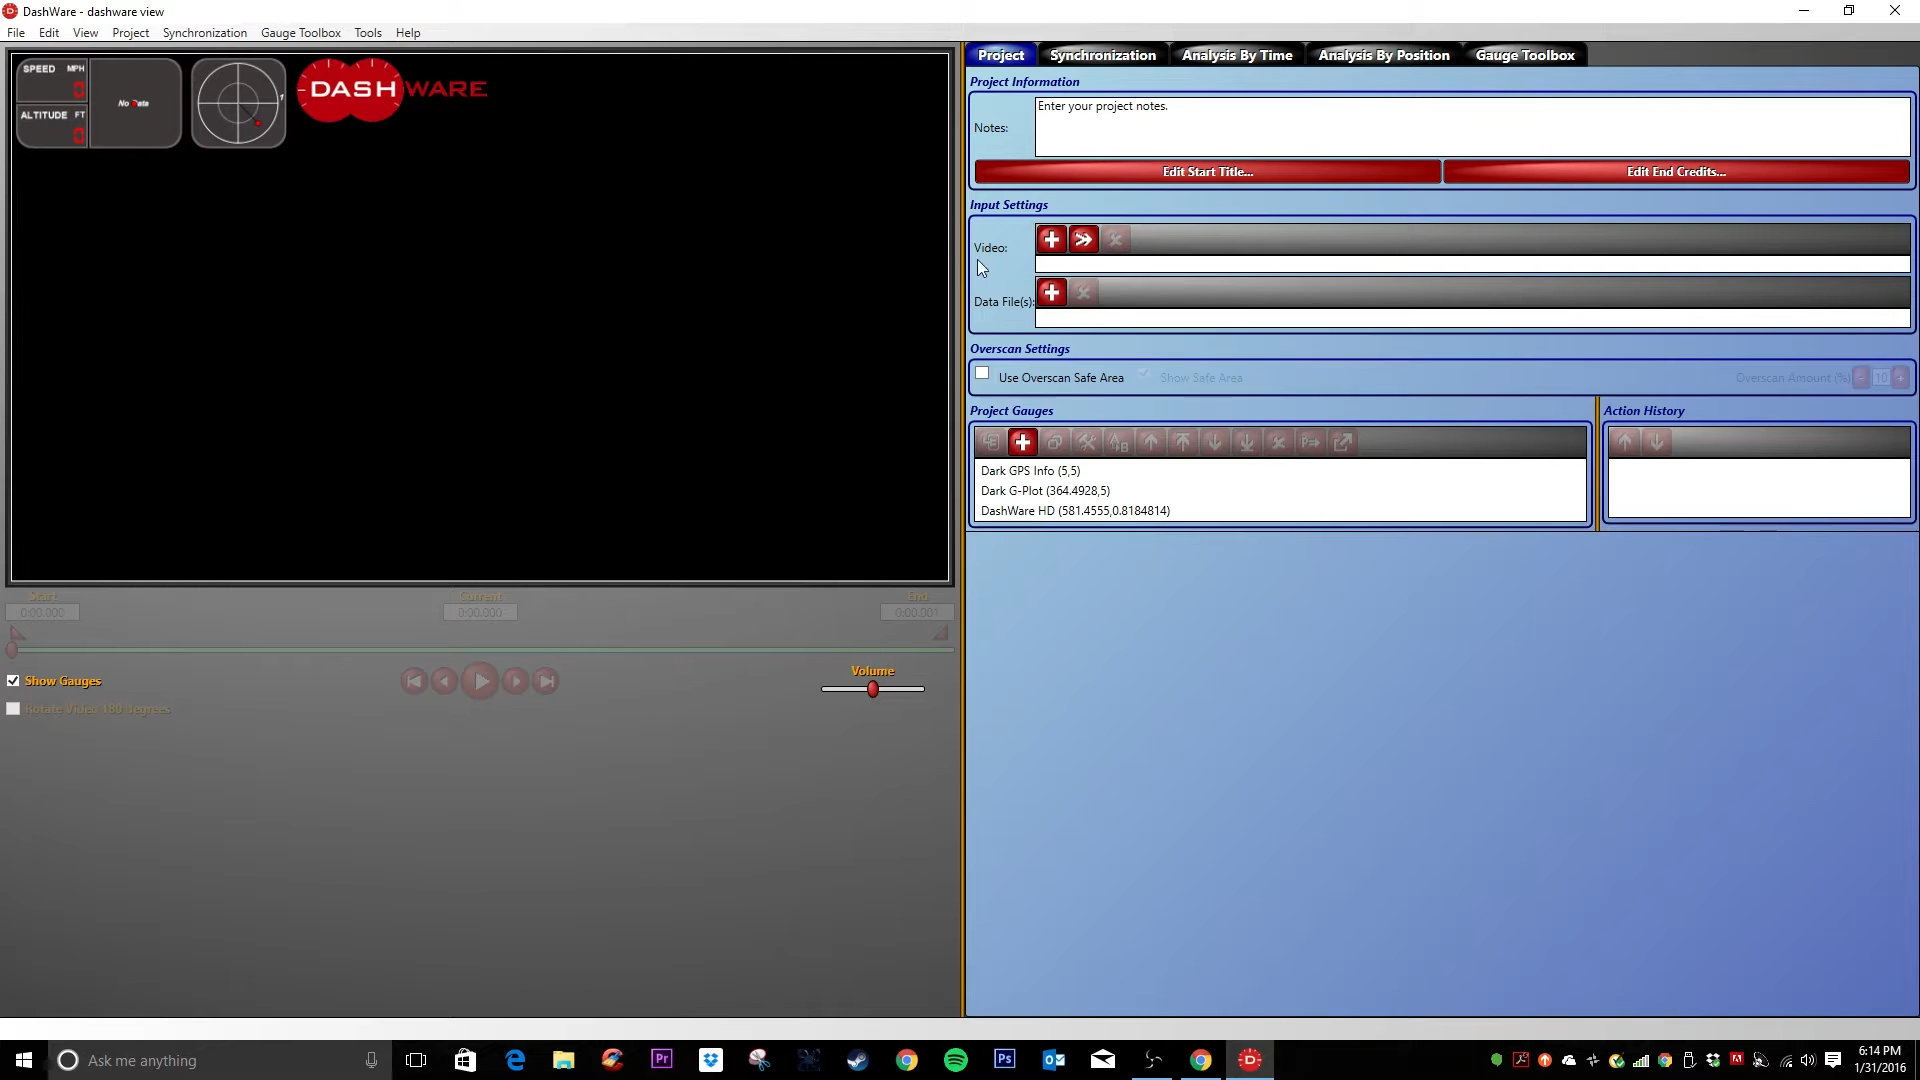 DashWare - dashware view
File Edit View Project Synchronization Gauge Toolbox Tools Help
SPEED MPH
0
ALTITUDE FT
0
No Data
1
DASHWARE
Project Synchronization Analysis By Time Analysis By Position Gauge Toolbox
Project Information
Notes:
Enter your project notes.
Edit Start Title...
Edit End Credits...
Input Settings
Video:
Data File(s):
Overscan Settings
Use Overscan Safe Area
Show Safe Area
Overscan Amount (%)
10
Project Gauges
Dark GPS Info (5,5)
Dark G-Plot (364.4928,5)
DashWare HD (581.4555,0.8184814)
Action History
Start
0:00.000
Current
0:00.000
End
0:00.001
Show Gauges
Rotate Video 180 degrees
Volume
Ask me anything
6:14 PM
1/31/2016